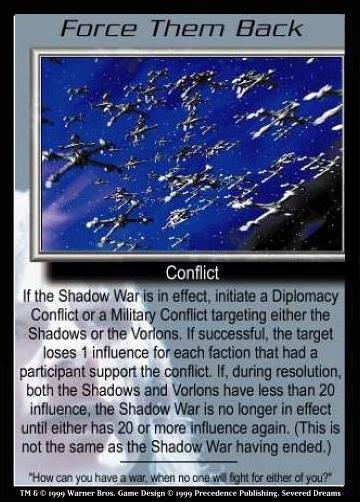 Force Them Back
Conflict
If the Shadow War is in effect, initiate a Diplomacy
Conflict or a Military Conflict targeting either the
Shadows or the Vorlons. If successful, the target
loses 1 influence for each faction that had a
participant support the conflict. If, during resolution,
both the Shadows and Vorlons have less than 20
influence, the Shadow War is no longer in effect
until either has 20 or more influence again. (This is
not the same as the Shadow War having ended.)
"How can you have a war, when no one will fight for either of you?"
TM & © 1999 Warner Bros. Game Design © 1999 Precedence Publishing. Severed Dreams